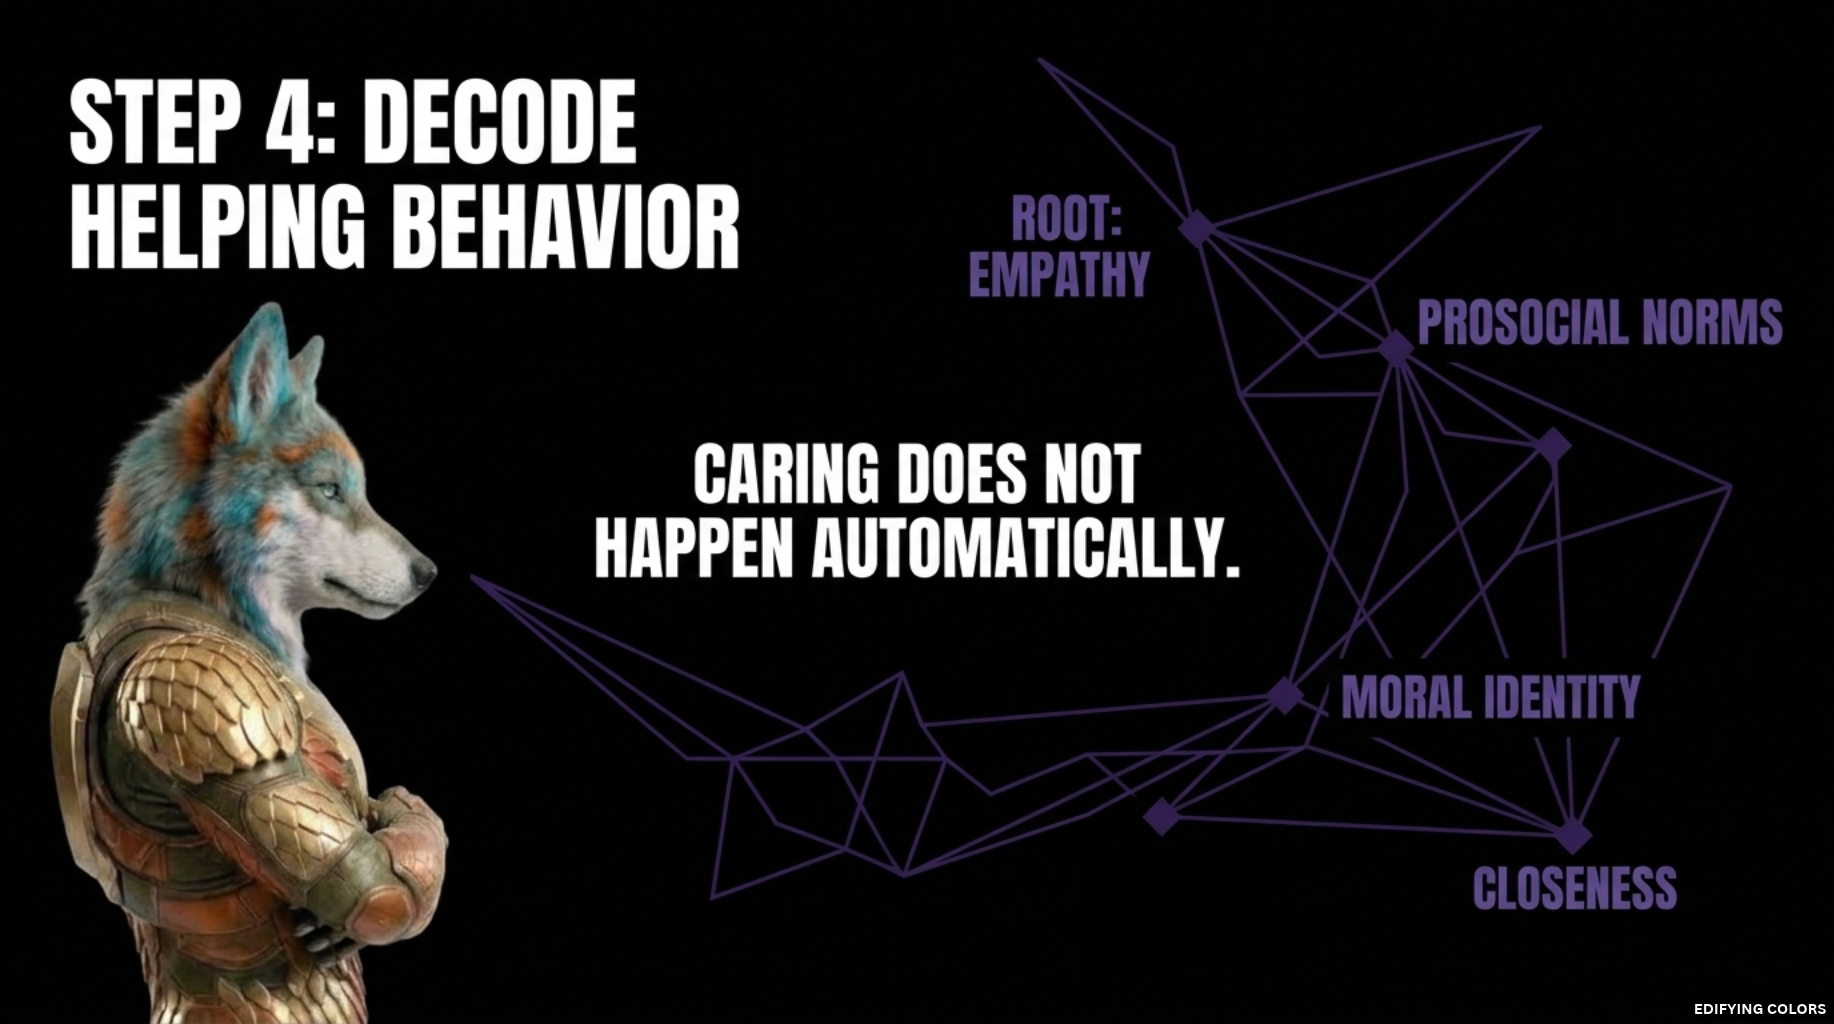 STEP 4: DECODE
HELPING BEHAVIOR
ROOT:
EMPATHY
PROSOCIAL NORMS
CARING DOES NOT
HAPPEN AUTOMATICALLY.
MORAL IDENTITY
CLOSENESS
EDIFYING COLORS